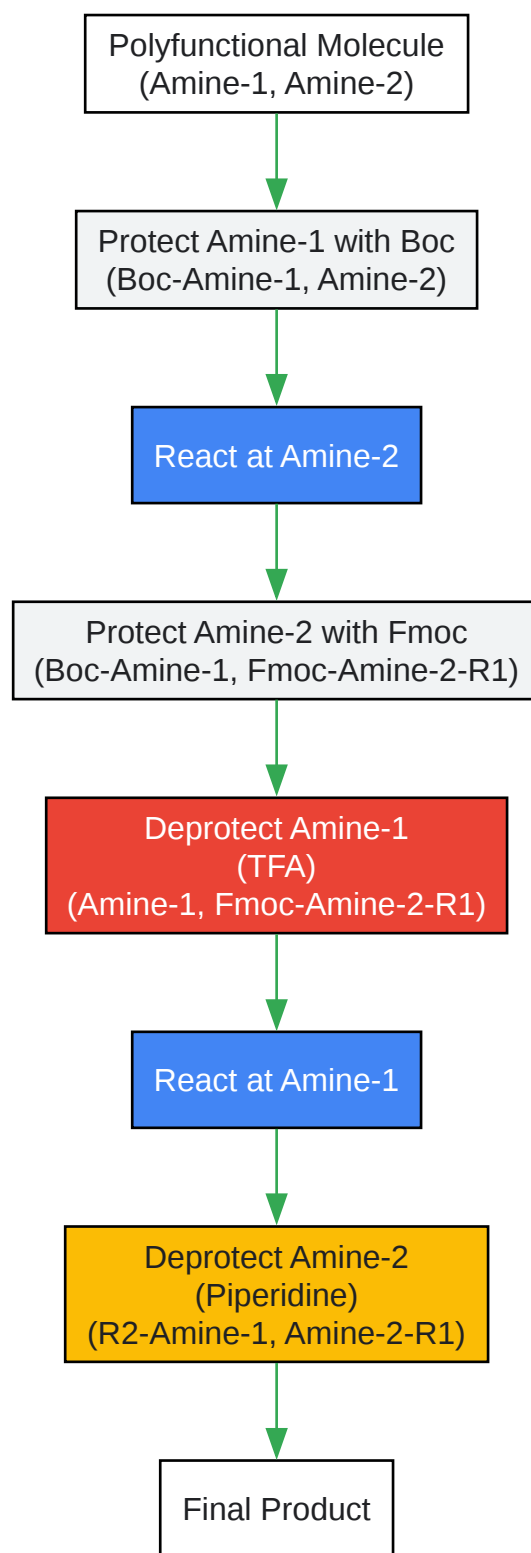 Polyfunctional Molecule
(Amine-1, Amine-2)
Protect Amine-1 with Boc
(Boc-Amine-1, Amine-2)
React at Amine-2
Protect Amine-2 with Fmoc
(Boc-Amine-1, Fmoc-Amine-2-R1)
Deprotect Amine-1
(TFA)
(Amine-1, Fmoc-Amine-2-R1)
React at Amine-1
Deprotect Amine-2
(Piperidine)
(R2-Amine-1, Amine-2-R1)
Final Product